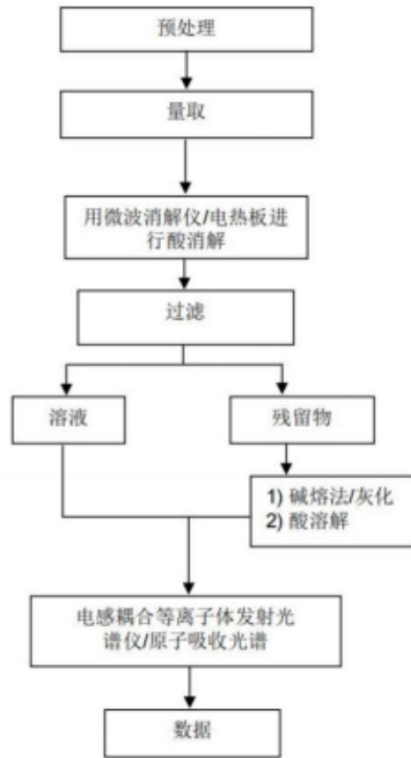 预处理
量取
用微波消解仪/电热板进
行酸消解
过滤
溶液
残留物
1) 碱熔法/灰化
2) 酸溶解
电感耦合等离子体发射光
谱仪/原子吸收光谱
数据